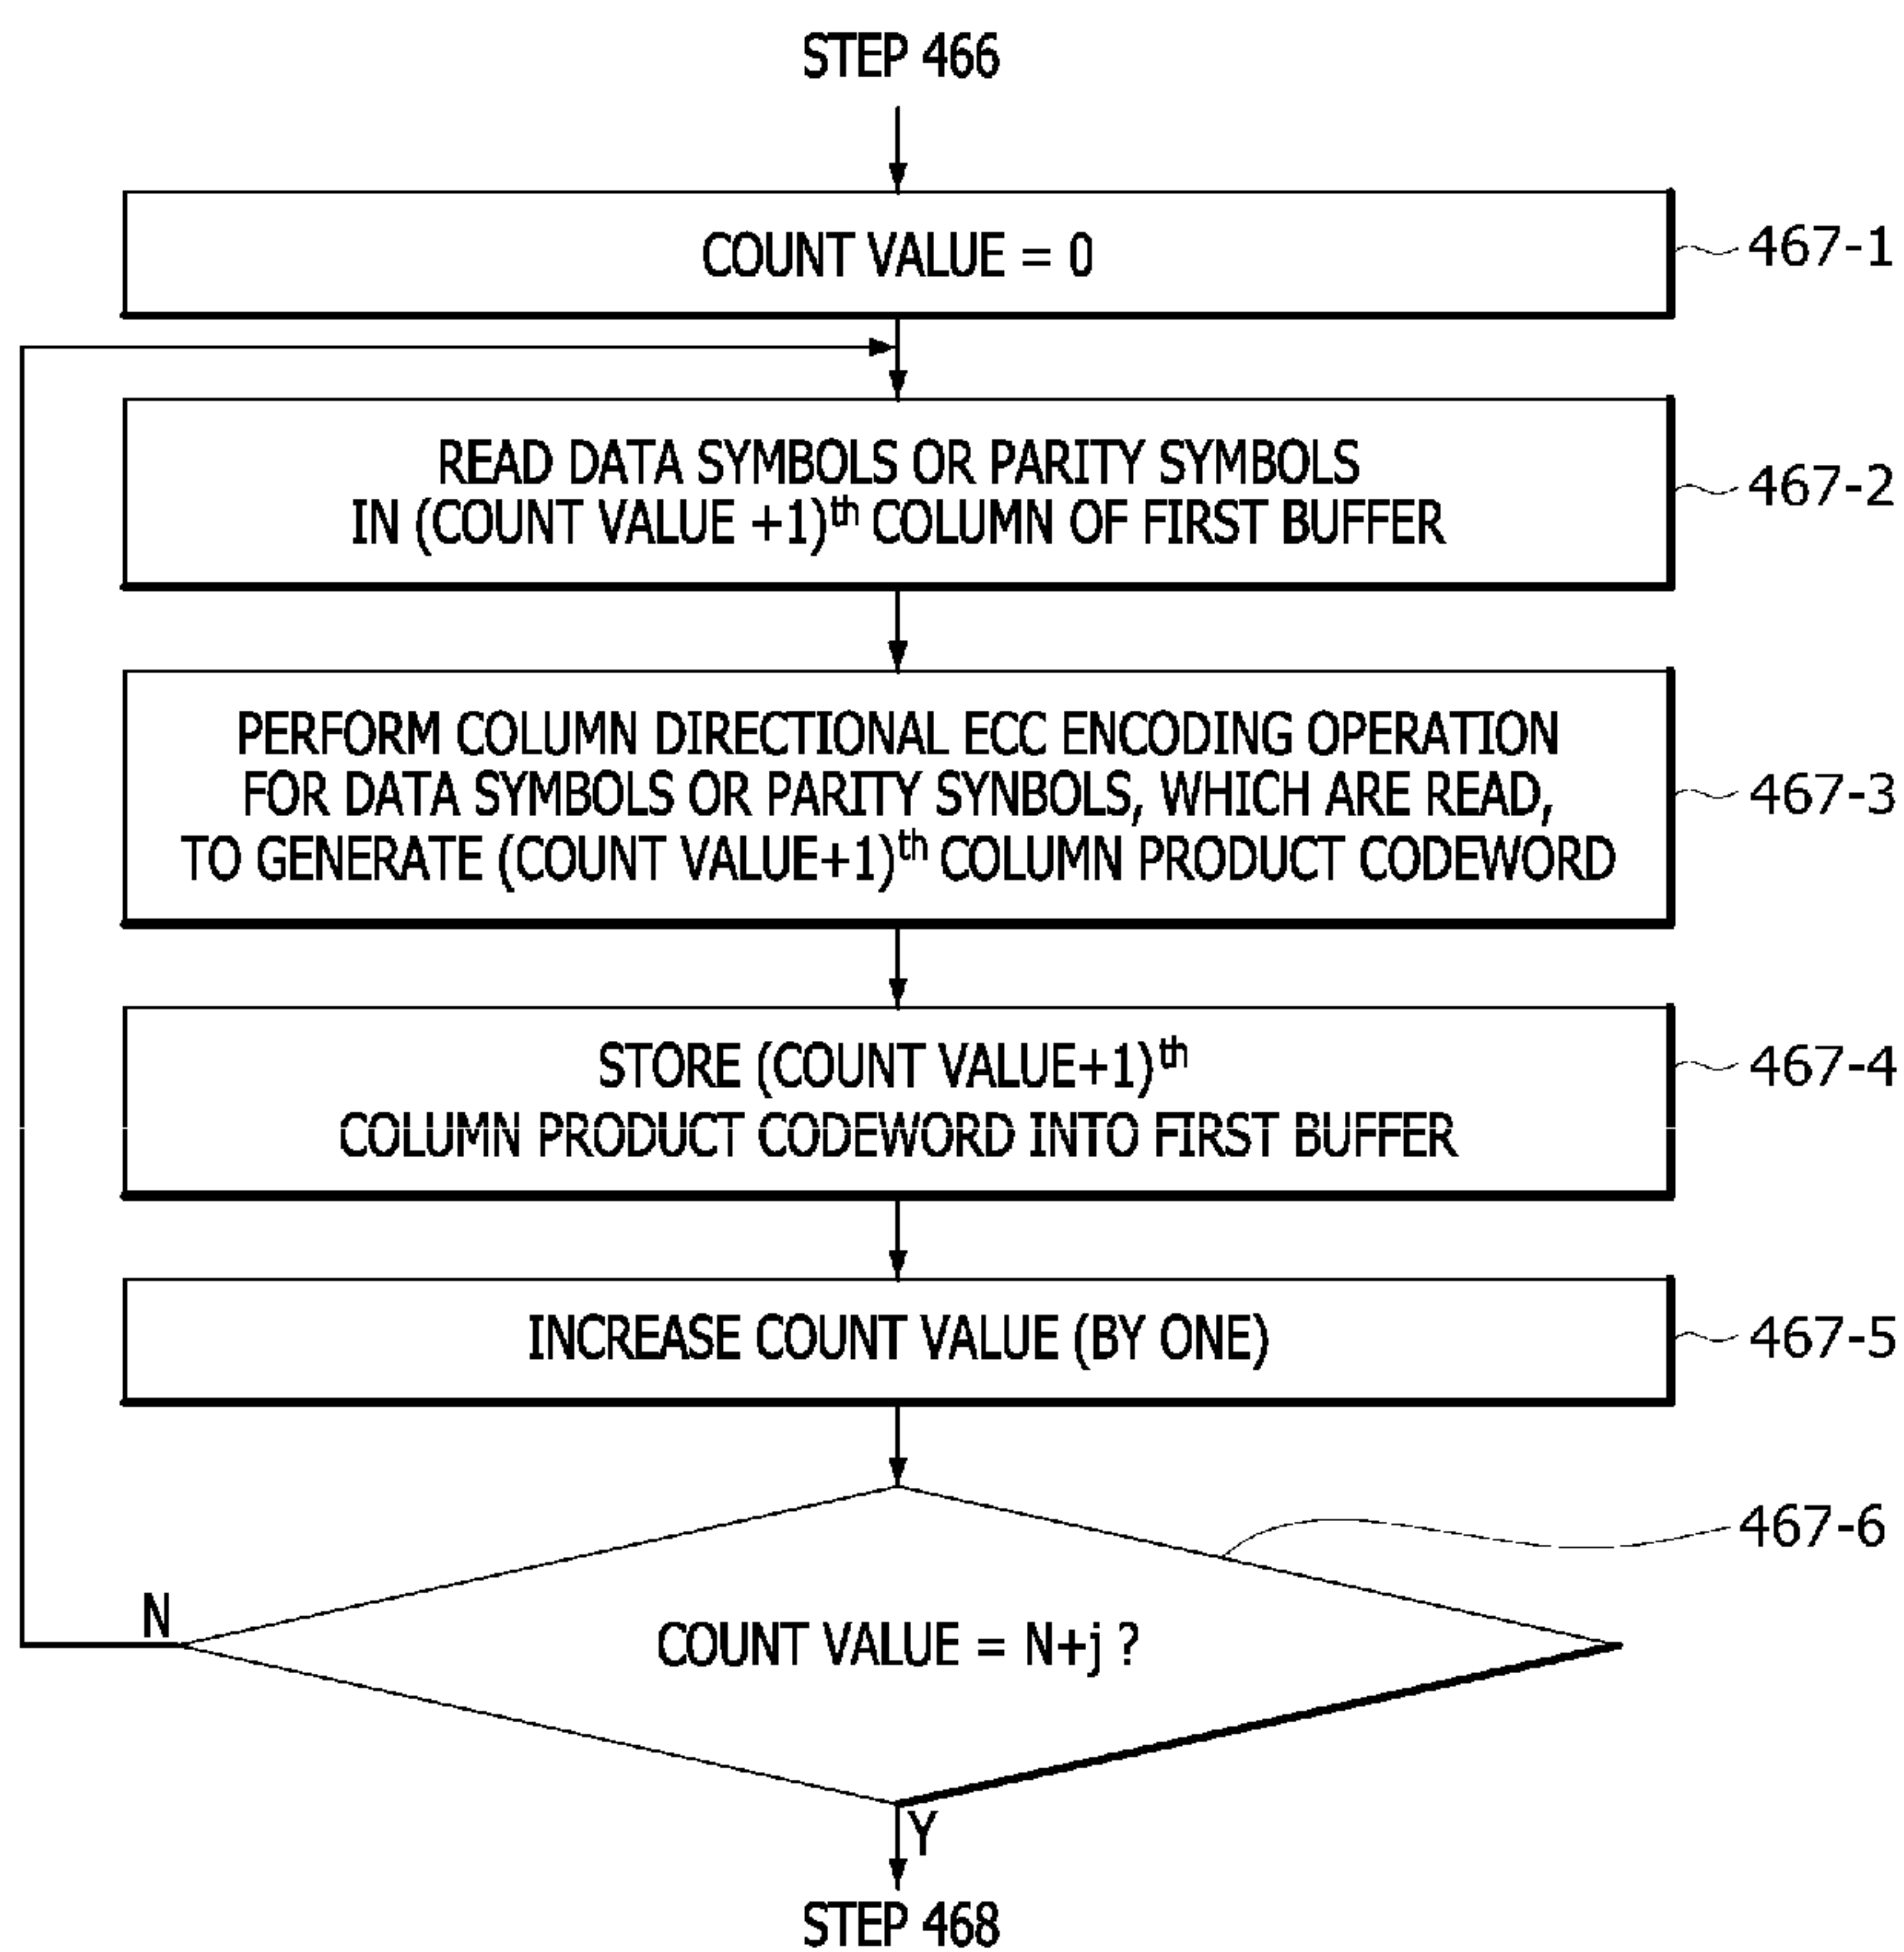 STEP 466
COUNT VALUE = 0
467-1
READ DATA SYMBOLS OR PARITY SYMBOLS
IN (COUNT VALUE +1)th COLUMN OF FIRST BUFFER
467-2
PERFORM COLUMN DIRECTIONAL ECC ENCODING OPERATION
FOR DATA SYMBOLS OR PARITY SYNBOLS, WHICH ARE READ,
TO GENERATE (COUNT VALUE+1)th COLUMN PRODUCT CODEWORD
467-3
STORE (COUNT VALUE+1)th
COLUMN PRODUCT CODEWORD INTO FIRST BUFFER
467-4
INCREASE COUNT VALUE (BY ONE)
467-5
467-6
N
COUNT VALUE = N+j ?
Y
STEP 468